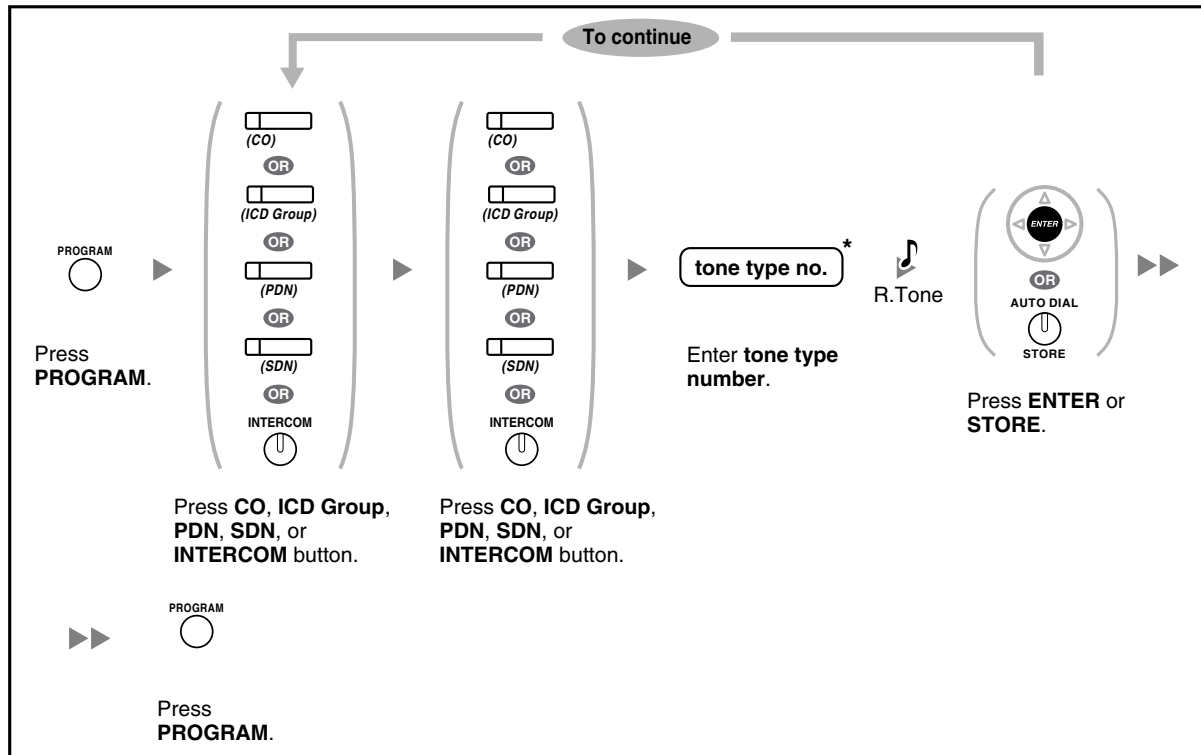 To continue
PROGRAM
Press
PROGRAM.
(CO)
OR
(ICD Group)
OR
(PDN)
OR
(SDN)
OR
INTERCOM
Press CO, ICD Group,
PDN, SDN, or
INTERCOM button.
(CO)
OR
(ICD Group)
OR
(PDN)
OR
(SDN)
OR
INTERCOM
Press CO, ICD Group,
PDN, SDN, or
INTERCOM button.
tone type no.*
Enter tone type
number.
R.Tone
ENTER
OR
AUTO DIAL
STORE
Press ENTER or
STORE.
PROGRAM
Press
PROGRAM.